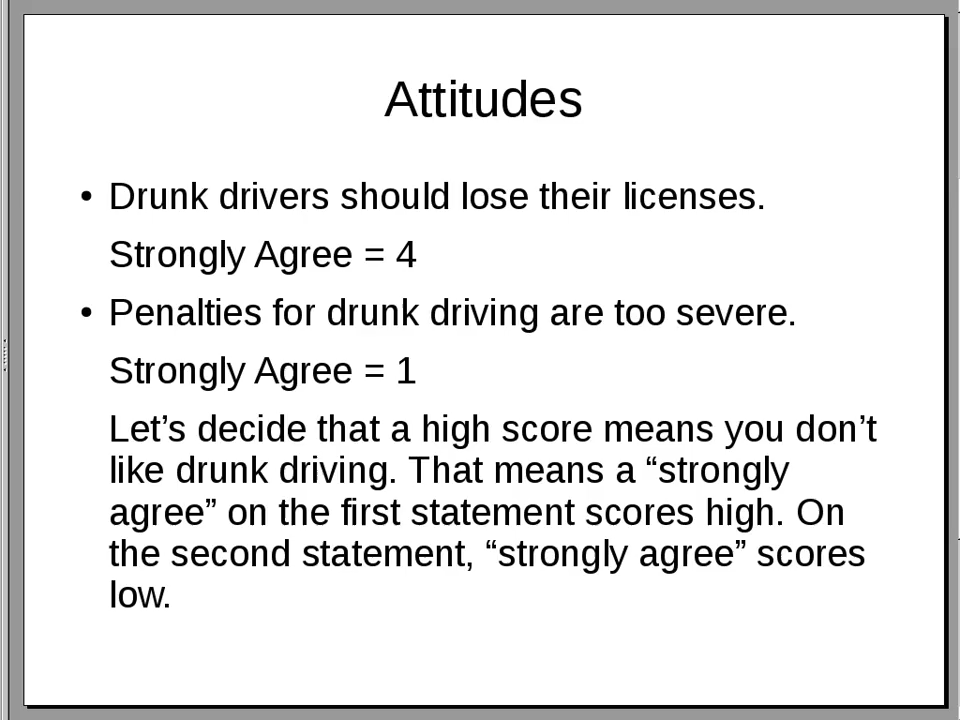 Attitudes
• Drunk drivers should lose their licenses.
Strongly Agree = 4
• Penalties for drunk driving are too severe.
Strongly Agree = 1
Let’s decide that a high score means you don’t
like drunk driving. That means a “strongly
agree” on the first statement scores high. On
the second statement, “strongly agree” scores
low.